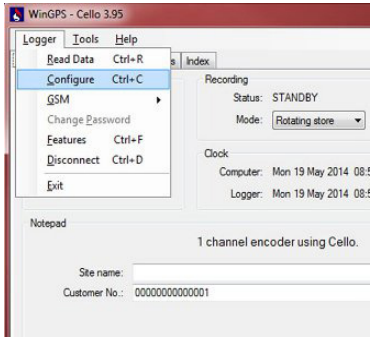 WinGPS - Cello 3.95
Logger Tools Help
Read Data Ctrl+R
Configure Ctrl+C
GSM
Change Password
Features Ctrl+F
Disconnect Ctrl+D
Exit
Index
Recording
Status: STANDBY
Mode: Rotating store
Clock
Computer: Mon 19 May 2014
Logger: Mon 19 May 2014
Notepad
1 channel encoder using Cello.
Site name:
Customer No.: 00000000000001